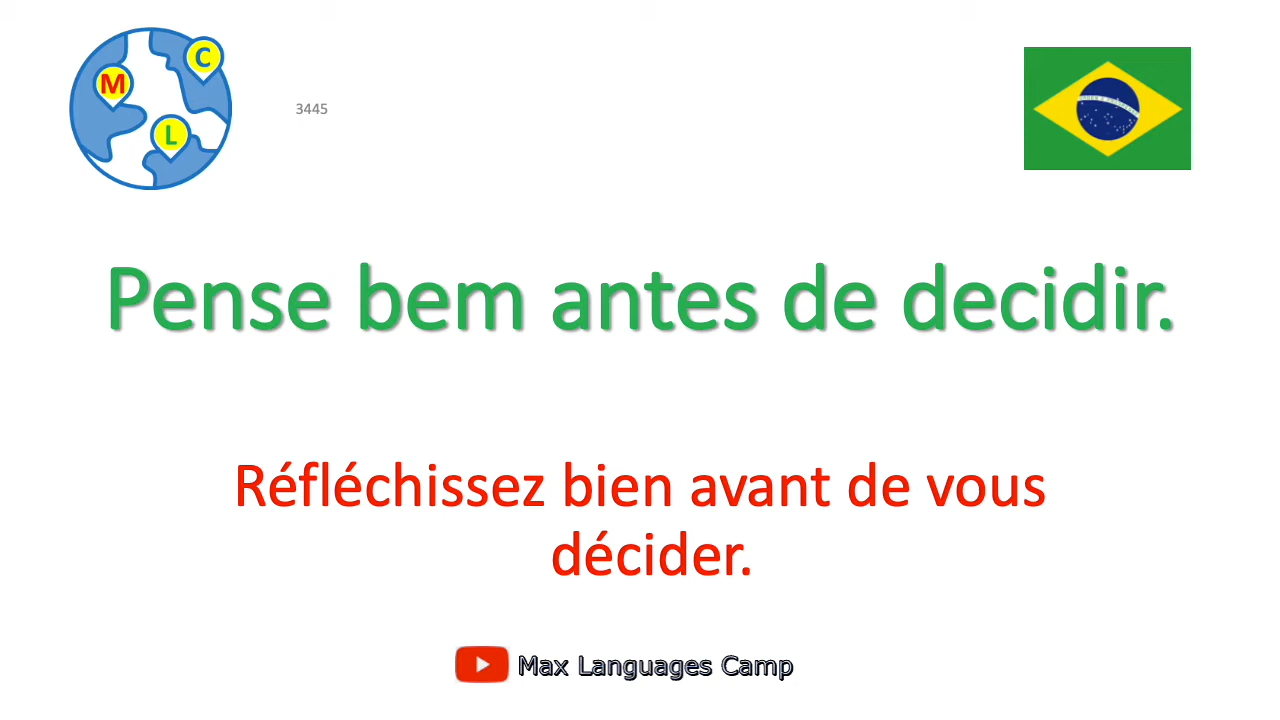 C
M
3445
L
Pense bem antes de decidir.
Réfléchissez bien avant de vous
décider.
Max Languages Camp